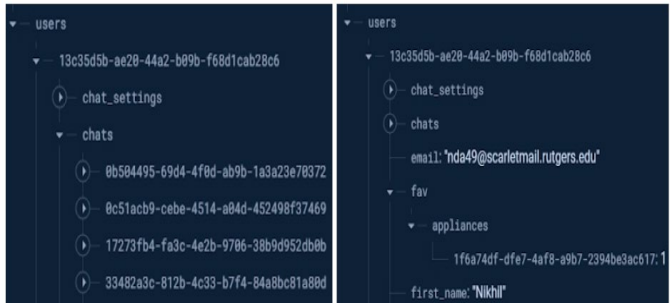 users
13c35d5b-ae20-44a2-b09b-f68d1cab28c6
chat_settings
chats
0b504495-69d4-4f0d-ab9b-1a3a23e70372
0c51acb9-cebe-4514-a04d-452498f37469
17273fb4-fa3c-4e2b-9706-38b9d952db0b
33482a3c-812b-4c33-b7f4-84a8bc81a80d
users
13c35d5b-ae20-44a2-b09b-f68d1cab28c6
chat_settings
chats
email: "nda49@scarletmail.rutgers.edu"
fav
appliances
1f6a74df-dfe7-4af8-a9b7-2394be3ac617: 1
first_name: "Nikhil"